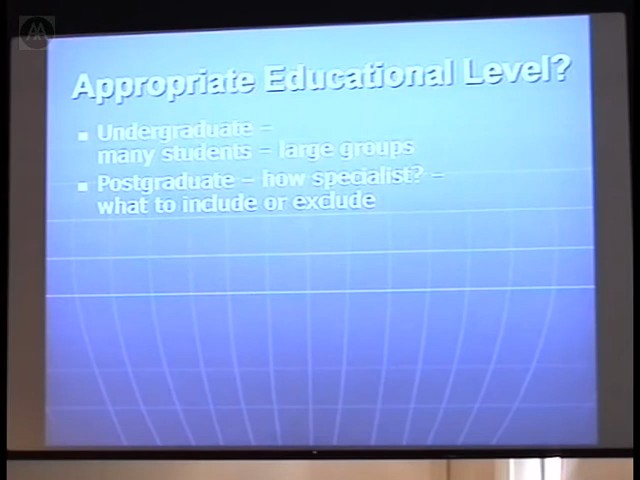 Appropriate Educational Level?
Undergraduate –
many students – large groups
Postgraduate – how specialist? –
what to include or exclude